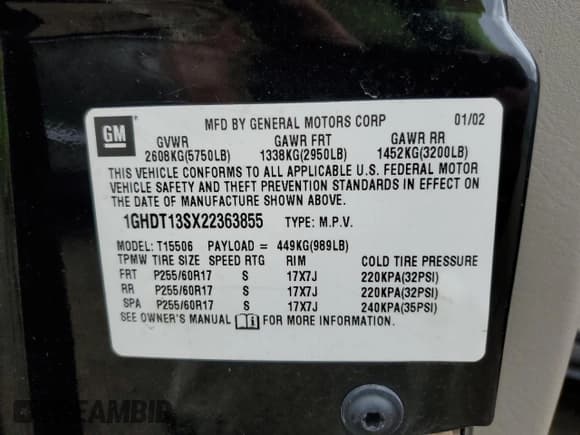 GM
MFD BY GENERAL MOTORS CORP 01/02
GVWR GAWR FRT GAWR RR
2608KG(5750LB) 1338KG(2950LB) 1452KG(3200LB)
THIS VEHICLE CONFORMS TO ALL APPLICABLE U.S. FEDERAL MOTOR
VEHICLE SAFETY AND THEFT PREVENTION STANDARDS IN EFFECT ON
THE DATE OF MANUFACTURE SHOWN ABOVE.
1GHDT13SX22363855 TYPE: M.P.V.
MODEL: T15506 PAYLOAD = 449KG(989LB)
TPMW TIRE SIZE SPEED RTG RIM COLD TIRE PRESSURE
FRT P255/60R17 S 17X7J 220KPA(32PSI)
RR P255/60R17 S 17X7J 220KPA(32PSI)
SPA P255/60R17 S 17X7J 240KPA(35PSI)
SEE OWNER'S MANUAL FOR MORE INFORMATION.
STREAMBID